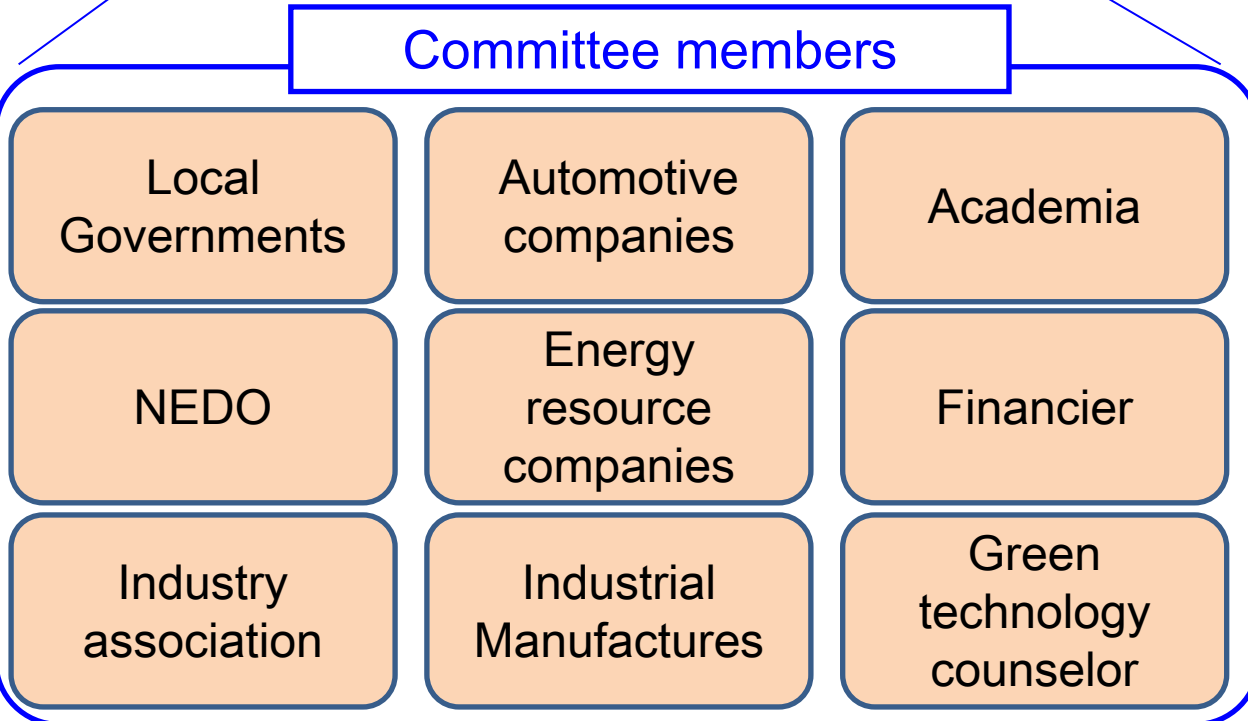 Committee members
Local
Governments
Automotive
companies
Academia
NEDO
Energy
resource
companies
Financier
Industry
association
Industrial
Manufactures
Green
technology
counselor